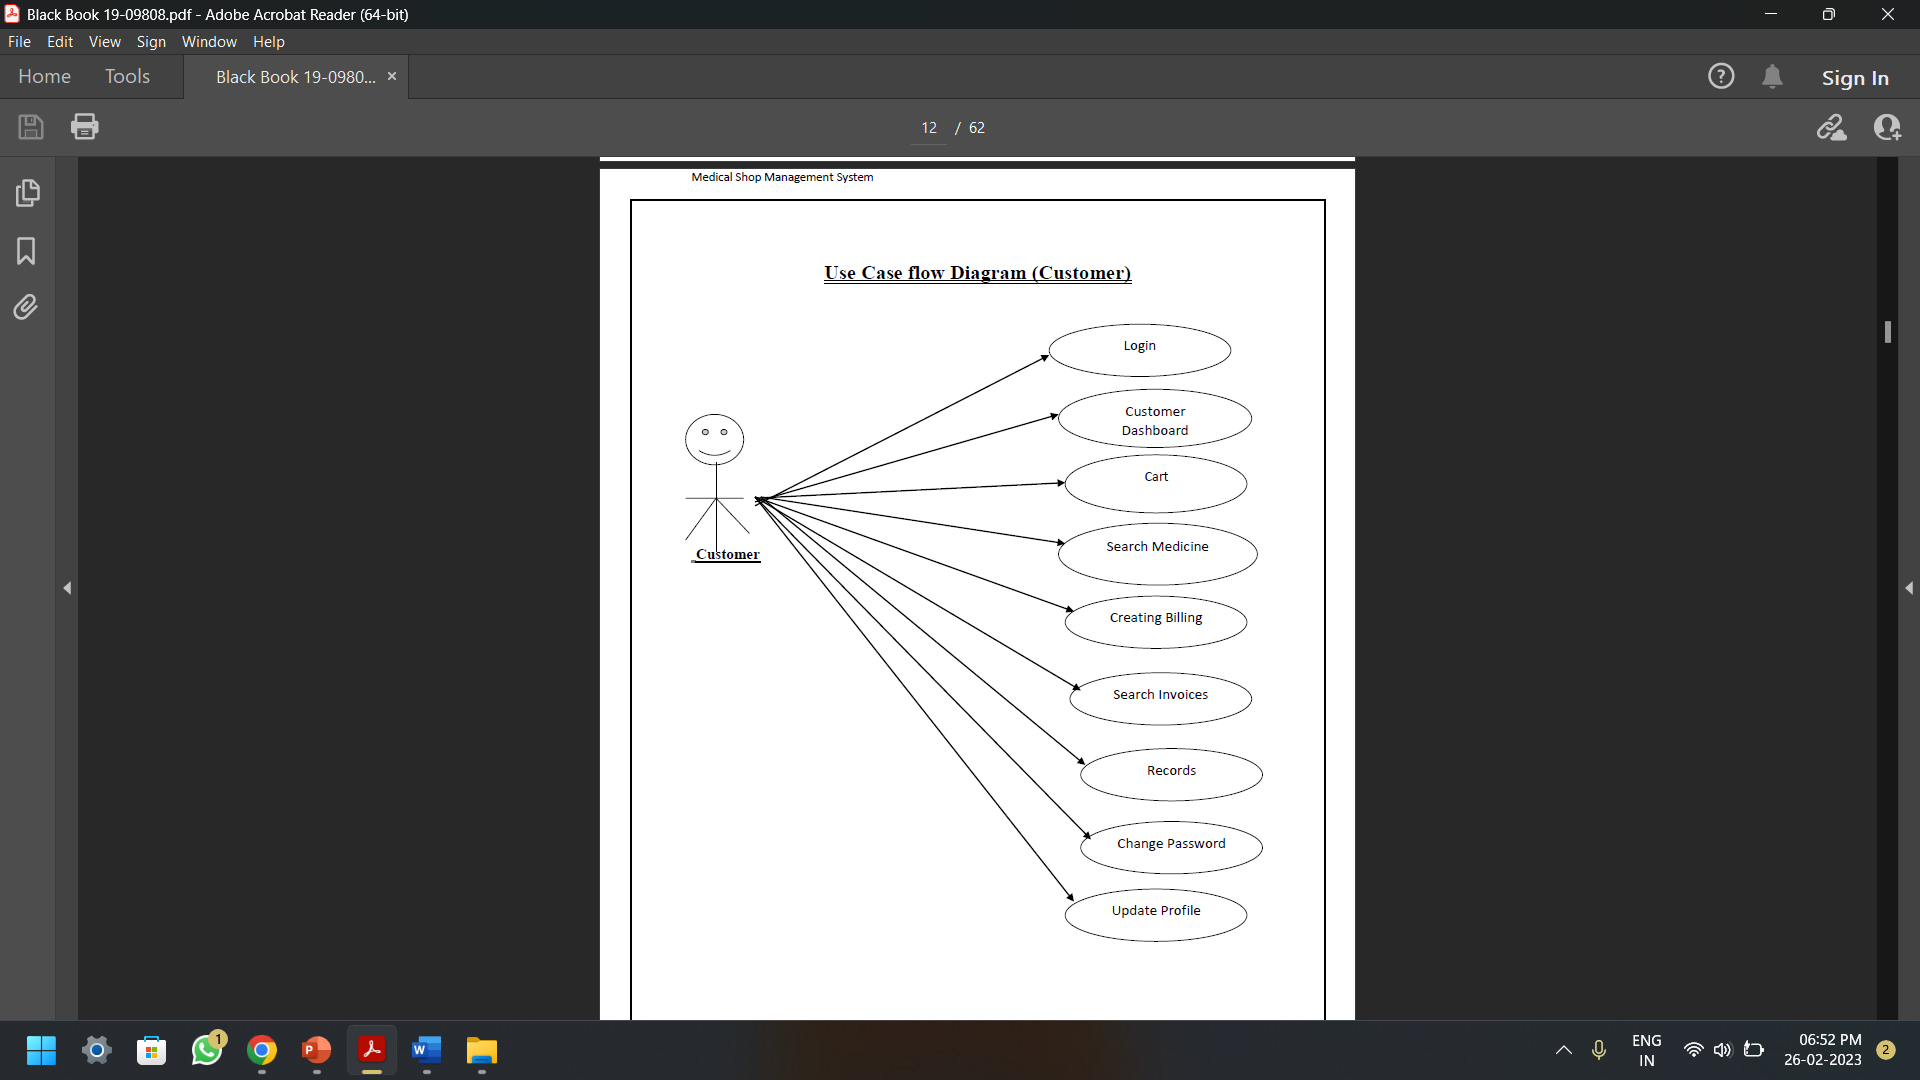 Black Book 19-09808.pdf - Adobe Acrobat Reader (64-bit)
File Edit View Sign Window Help
Home Tools Black Book 19-0980... × Sign In
12 / 62
Medical Shop Management System
Use Case flow Diagram (Customer)
Login
Customer
Dashboard
Cart
Search Medicine
Customer
Creating Billing
Search Invoices
Records
Change Password
Update Profile
1
ENG
IN
06:52 PM
26-02-2023
2